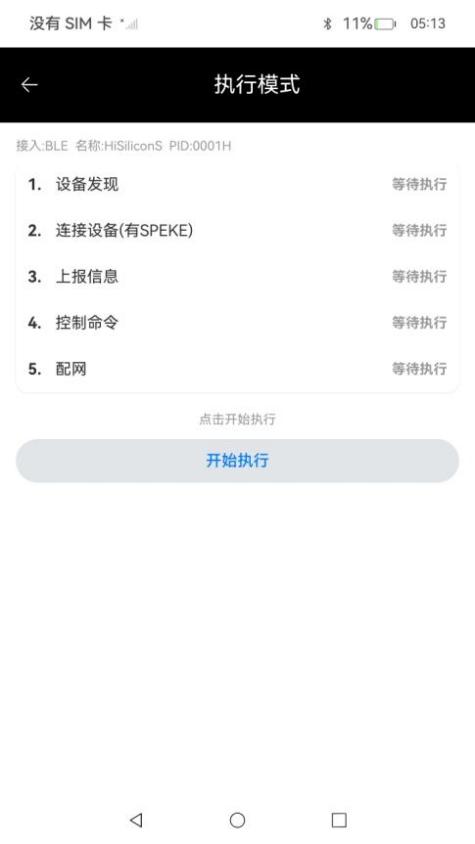 没有 SIM 卡 11% 05:13
执行模式
接入:BLE 名称:HiSiliconS PID:0001H
1. 设备发现 等待执行
2. 连接设备(有SPEKE) 等待执行
3. 上报信息 等待执行
4. 控制命令 等待执行
5. 配网 等待执行
点击开始执行
开始执行